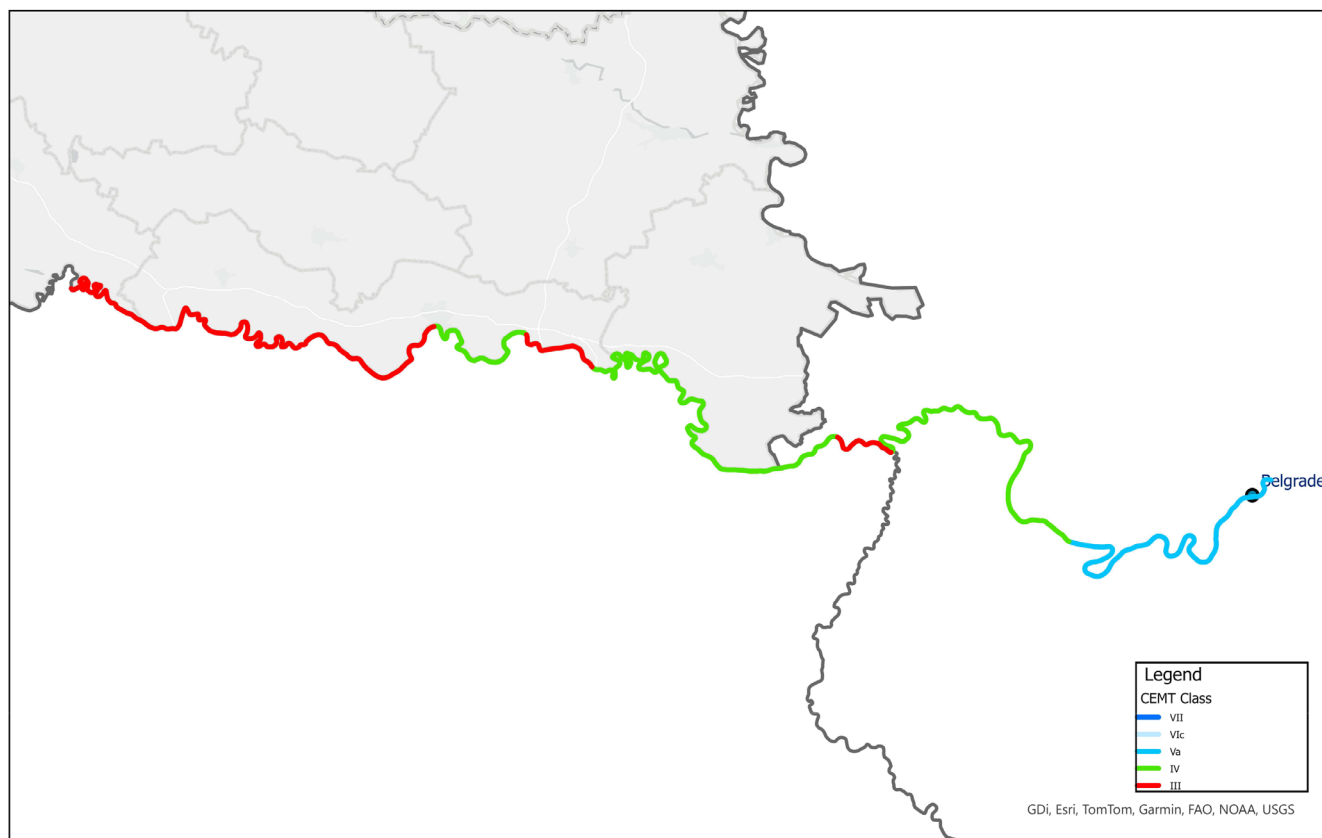 Belgrade
Legend
CEMT Class
VII
VIc
Va
IV
III
GDi, Esri, TomTom, Garmin, FAO, NOAA, USGS